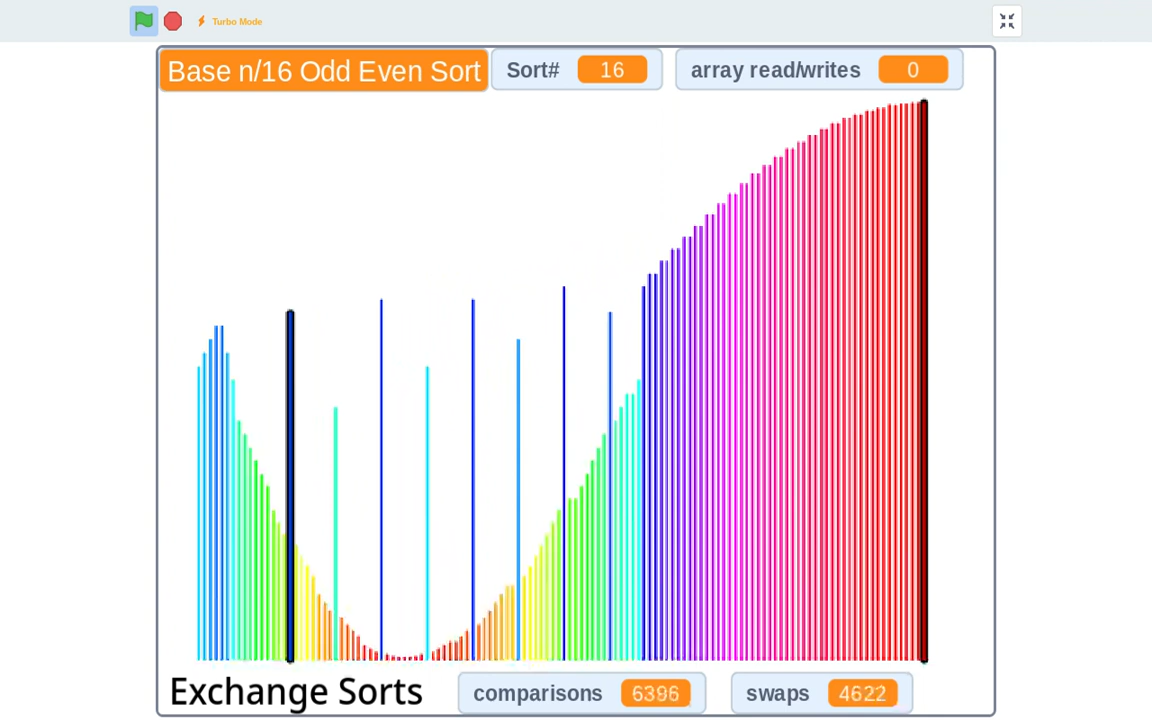 Turbo Mode
Base n/16 Odd Even Sort
Sort# 16
array read/writes 0
Exchange Sorts
comparisons 6396
swaps 4622